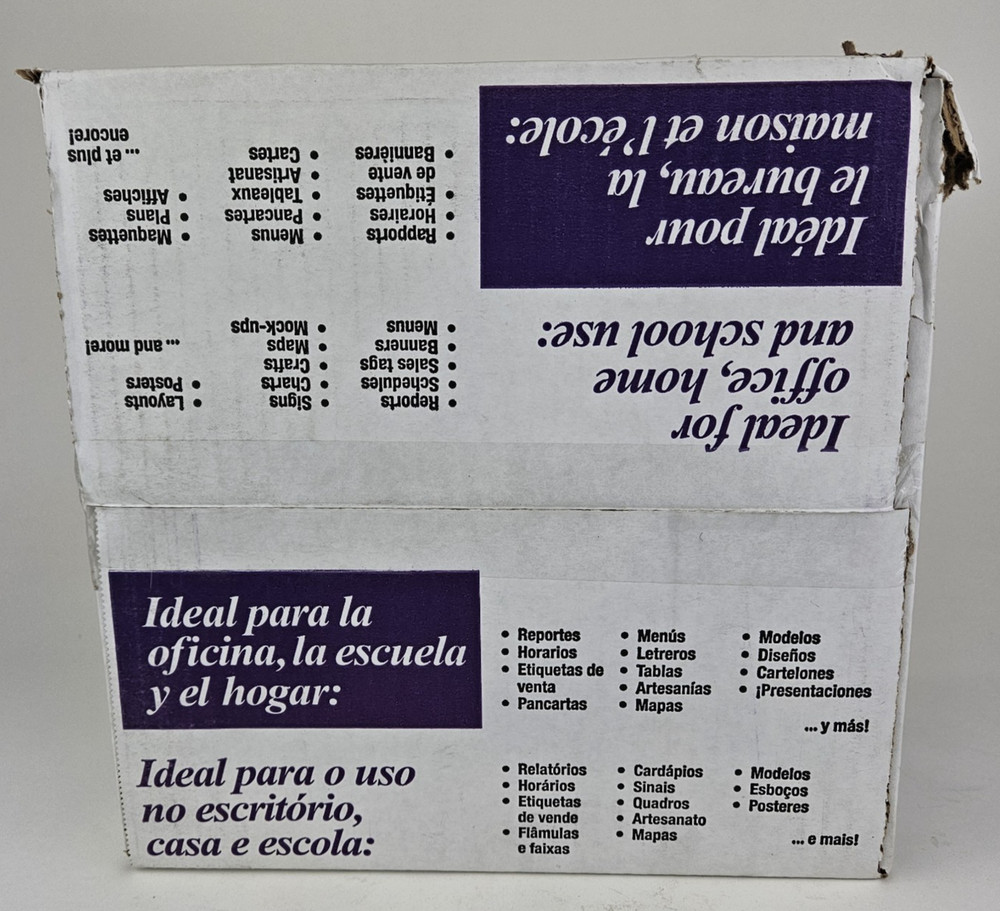 Ideal for
office, home
and school use:
• Reports
• Schedules
• Sales tags
• Banners
• Menus
• Signs
• Charts
• Crafts
• Maps
• Mock-ups
• Layouts
• Posters
... and more!
Idéal pour
le bureau, la
maison et l'école:
• Rapports
• Horaires
• Étiquettes
de vente
• Bannières
• Menus
• Pancartes
• Tableaux
• Artisanat
• Cartes
• Maquettes
• Plans
• Affiches
... et plus
encore!
Ideal para la
oficina, la escuela
y el hogar:
• Reportes
• Horarios
• Etiquetas de
venta
• Pancartas
• Menús
• Letreros
• Tablas
• Artesanías
• Mapas
• Modelos
• Diseños
• Cartelones
• ¡Presentaciones
... y más!
Ideal para o uso
no escritório,
casa e escola:
• Relatórios
• Horários
• Etiquetas
de vende
• Flâmulas
e faixas
• Cardápios
• Sinais
• Quadros
• Artesanato
• Mapas
• Modelos
• Esboços
• Posteres
... e mais!